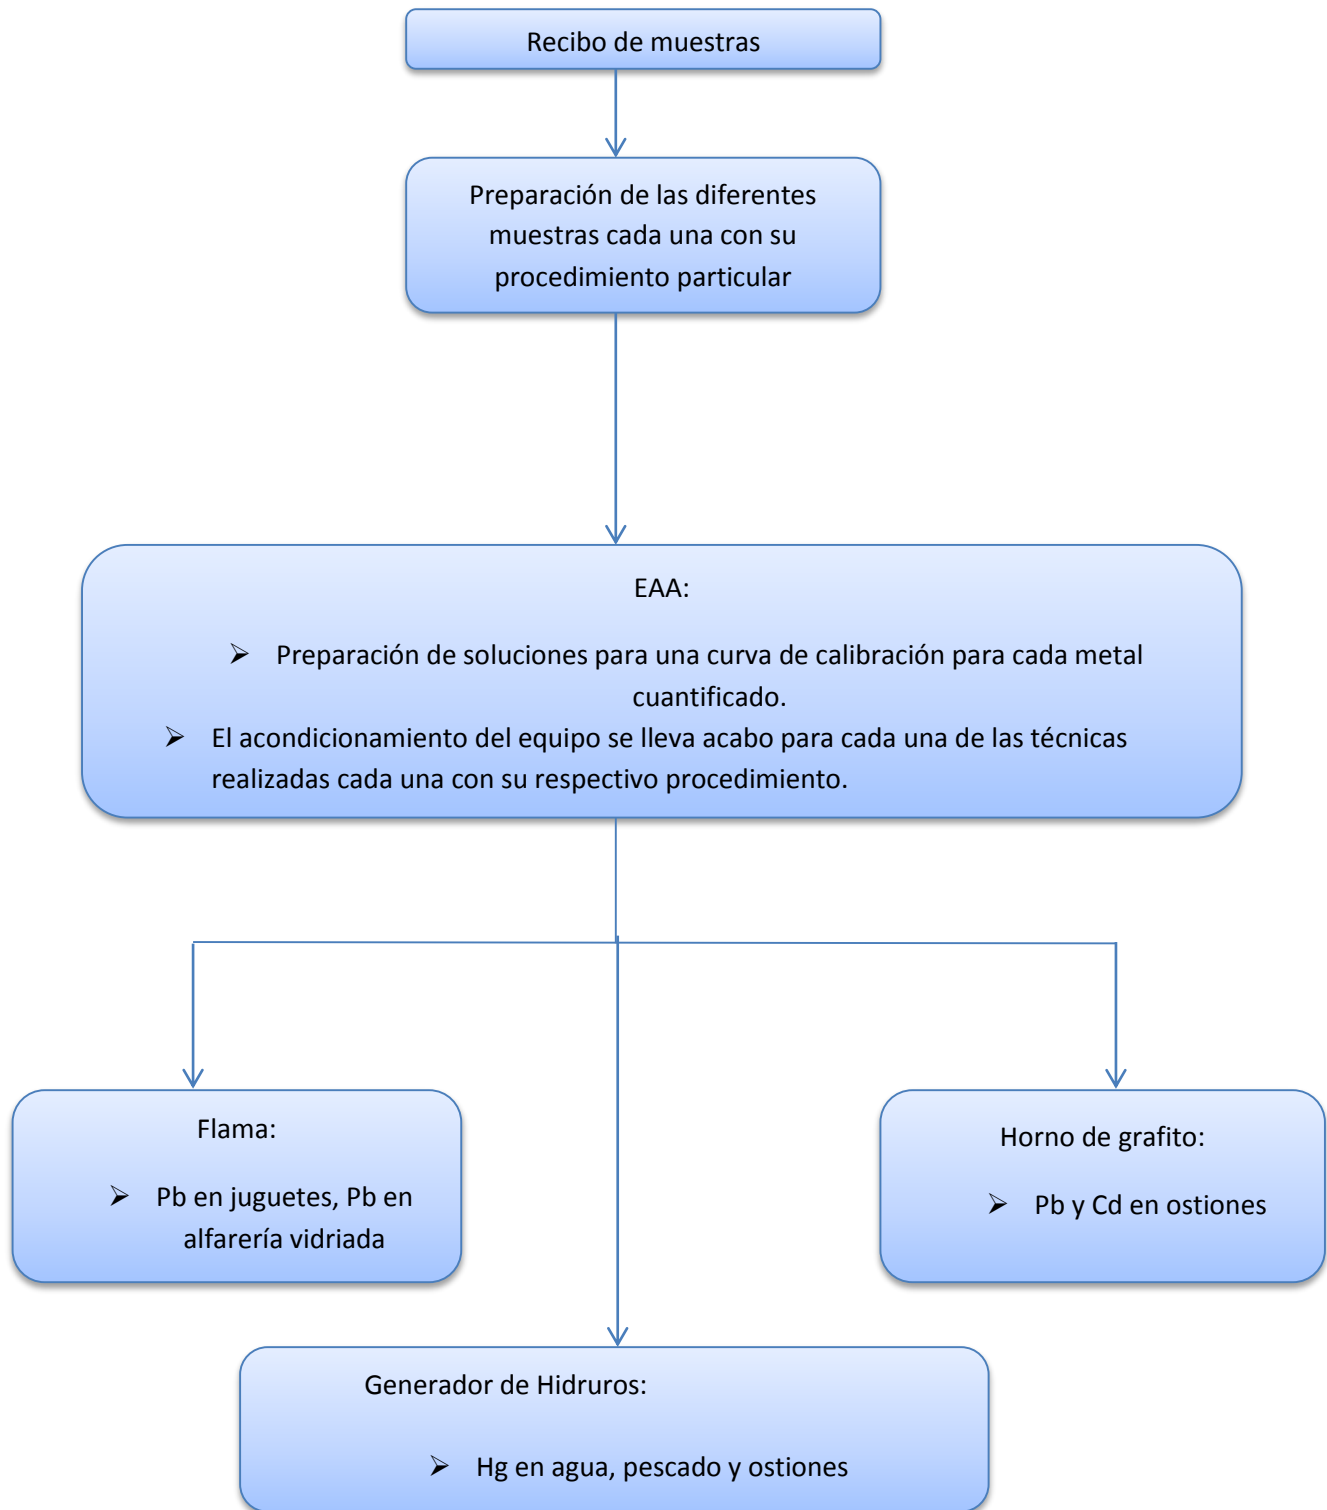 Recibo de muestras
Preparación de las diferentes
muestras cada una con su
procedimiento particular
EAA:
➢ Preparación de soluciones para una curva de calibración para cada metal
cuantificado.
➢ El acondicionamiento del equipo se lleva acabo para cada una de las técnicas
realizadas cada una con su respectivo procedimiento.
Flama:
➢ Pb en juguetes, Pb en
alfarería vidriada
Horno de grafito:
➢ Pb y Cd en ostiones
Generador de Hidruros:
➢ Hg en agua, pescado y ostiones